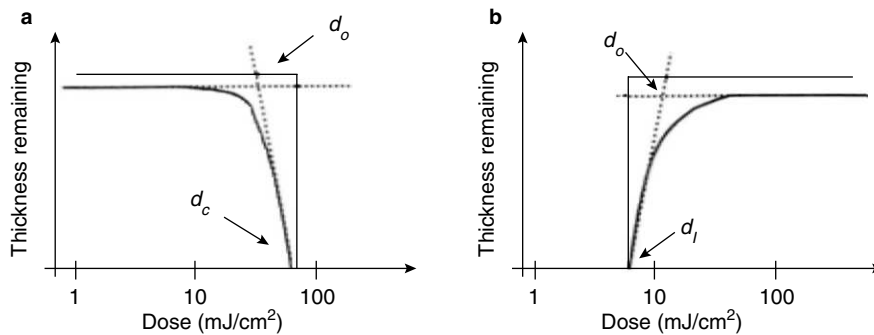 a
d_o
Thickness remaining
d_c
1 10 100
Dose (mJ/cm²)
b
d_o
Thickness remaining
d_l
1 10 100
Dose (mJ/cm²)